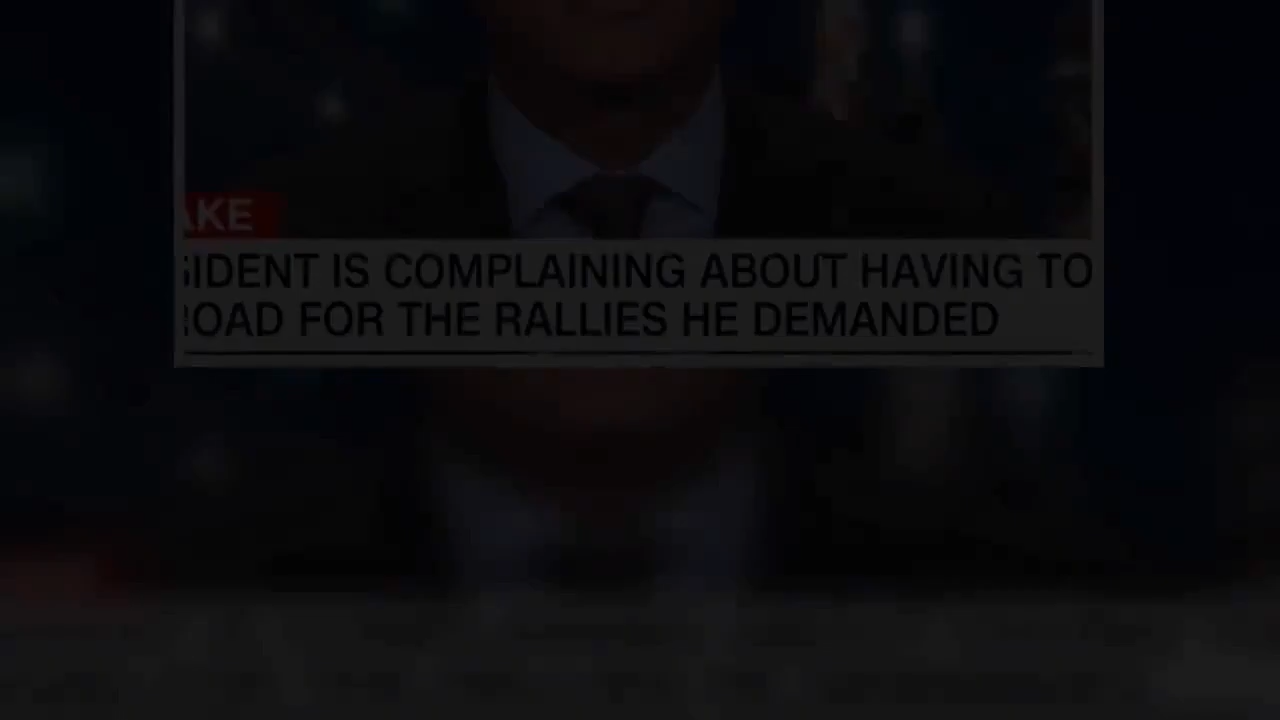 AKE
SIDENT IS COMPLAINING ABOUT HAVING TO
ROAD FOR THE RALLIES HE DEMANDED